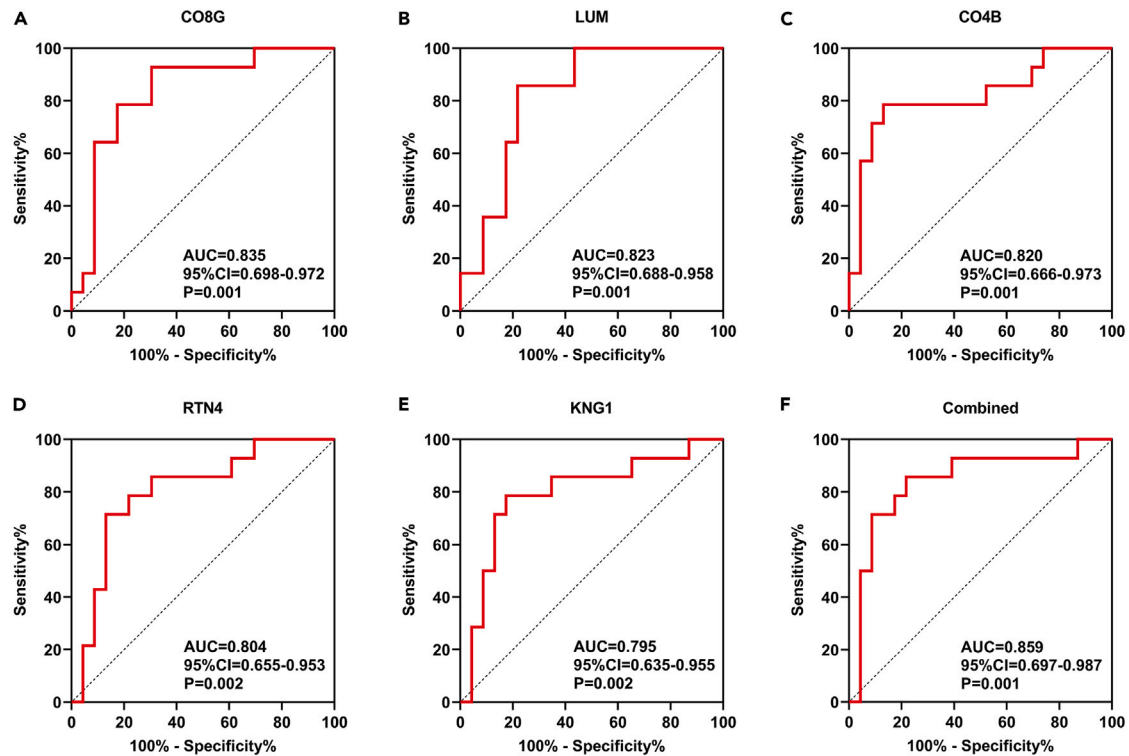 A
CO8G
Sensitivity%
100
80
60
40
20
0
AUC=0.835
95%CI=0.698-0.972
P=0.001
0 20 40 60 80 100
100% - Specificity%
B
LUM
Sensitivity%
100
80
60
40
20
0
AUC=0.823
95%CI=0.688-0.958
P=0.001
0 20 40 60 80 100
100% - Specificity%
C
CO4B
Sensitivity%
100
80
60
40
20
0
AUC=0.820
95%CI=0.666-0.973
P=0.001
0 20 40 60 80 100
100% - Specificity%
D
RTN4
Sensitivity%
100
80
60
40
20
0
AUC=0.804
95%CI=0.655-0.953
P=0.002
0 20 40 60 80 100
100% - Specificity%
E
KNG1
Sensitivity%
100
80
60
40
20
0
AUC=0.795
95%CI=0.635-0.955
P=0.002
0 20 40 60 80 100
100% - Specificity%
F
Combined
Sensitivity%
100
80
60
40
20
0
AUC=0.859
95%CI=0.697-0.987
P=0.001
0 20 40 60 80 100
100% - Specificity%